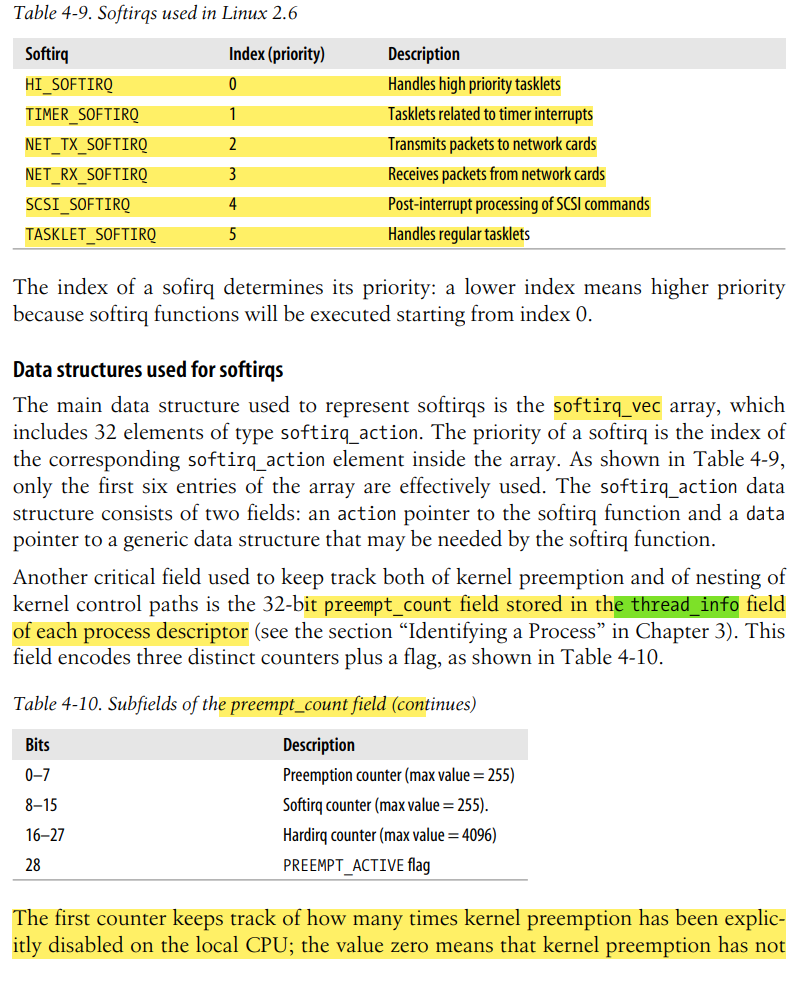 Table 4-9. Softirqs used in Linux 2.6
Softirq Index (priority) Description
HI_SOFTIRQ 0 Handles high priority tasklets
TIMER_SOFTIRQ 1 Tasklets related to timer interrupts
NET_TX_SOFTIRQ 2 Transmits packets to network cards
NET_RX_SOFTIRQ 3 Receives packets from network cards
SCSI_SOFTIRQ 4 Post-interrupt processing of SCSI commands
TASKLET_SOFTIRQ 5 Handles regular tasklets
The index of a sofirq determines its priority: a lower index means higher priority
because softirq functions will be executed starting from index 0.
Data structures used for softirqs
The main data structure used to represent softirqs is the softirq_vec array, which
includes 32 elements of type softirq_action. The priority of a softirq is the index of
the corresponding softirq_action element inside the array. As shown in Table 4-9,
only the first six entries of the array are effectively used. The softirq_action data
structure consists of two fields: an action pointer to the softirq function and a data
pointer to a generic data structure that may be needed by the softirq function.
Another critical field used to keep track both of kernel preemption and of nesting of
kernel control paths is the 32-bit preempt_count field stored in the thread_info field
of each process descriptor (see the section “Identifying a Process” in Chapter 3). This
field encodes three distinct counters plus a flag, as shown in Table 4-10.
Table 4-10. Subfields of the preempt_count field (continues)
Bits Description
0–7 Preemption counter (max value = 255)
8–15 Softirq counter (max value = 255).
16–27 Hardirq counter (max value = 4096)
28 PREEMPT_ACTIVE flag
The first counter keeps track of how many times kernel preemption has been explic-
itly disabled on the local CPU; the value zero means that kernel preemption has not